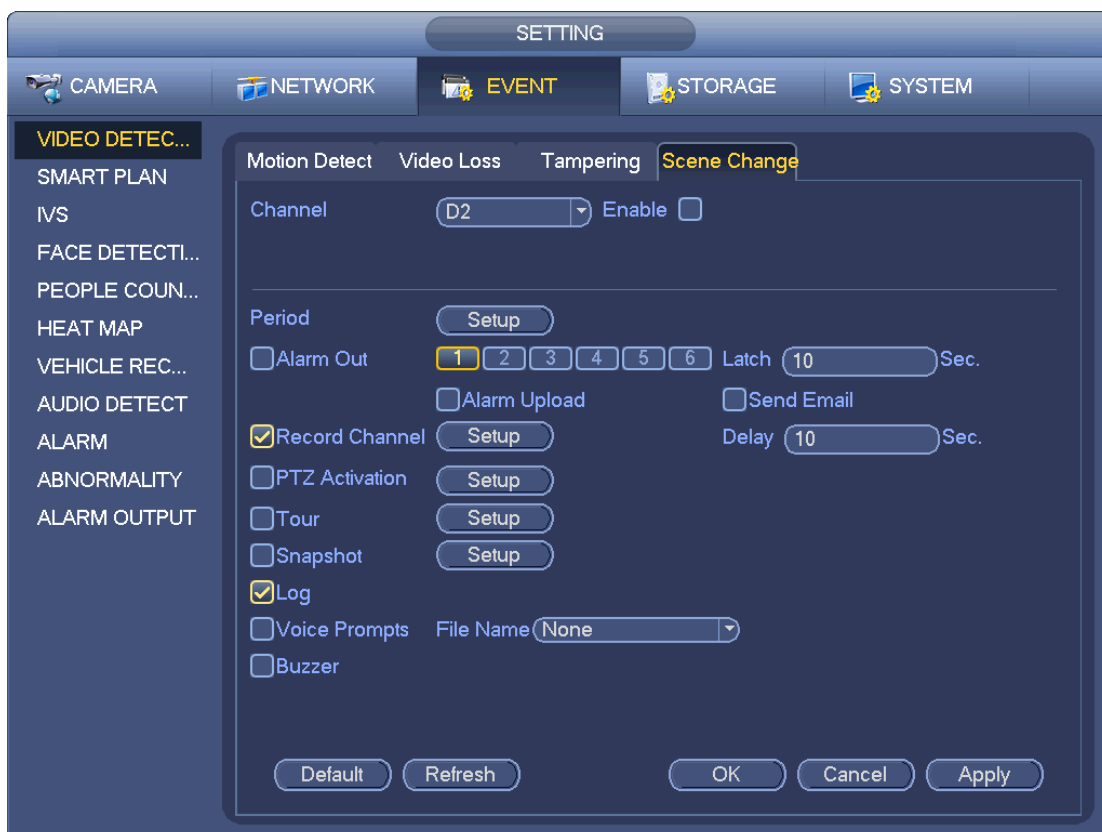 SETTING
CAMERA NETWORK EVENT STORAGE SYSTEM
VIDEO DETEC...
SMART PLAN
IVS
FACE DETECTI...
PEOPLE COUN...
HEAT MAP
VEHICLE REC...
AUDIO DETECT
ALARM
ABNORMALITY
ALARM OUTPUT
Motion Detect Video Loss Tampering Scene Change
Channel D2 Enable
Period Setup
Alarm Out 1 2 3 4 5 6 Latch 10 Sec.
Alarm Upload Send Email
Record Channel Setup Delay 10 Sec.
PTZ Activation Setup
Tour Setup
Snapshot Setup
Log
Voice Prompts File Name None
Buzzer
Default Refresh OK Cancel Apply